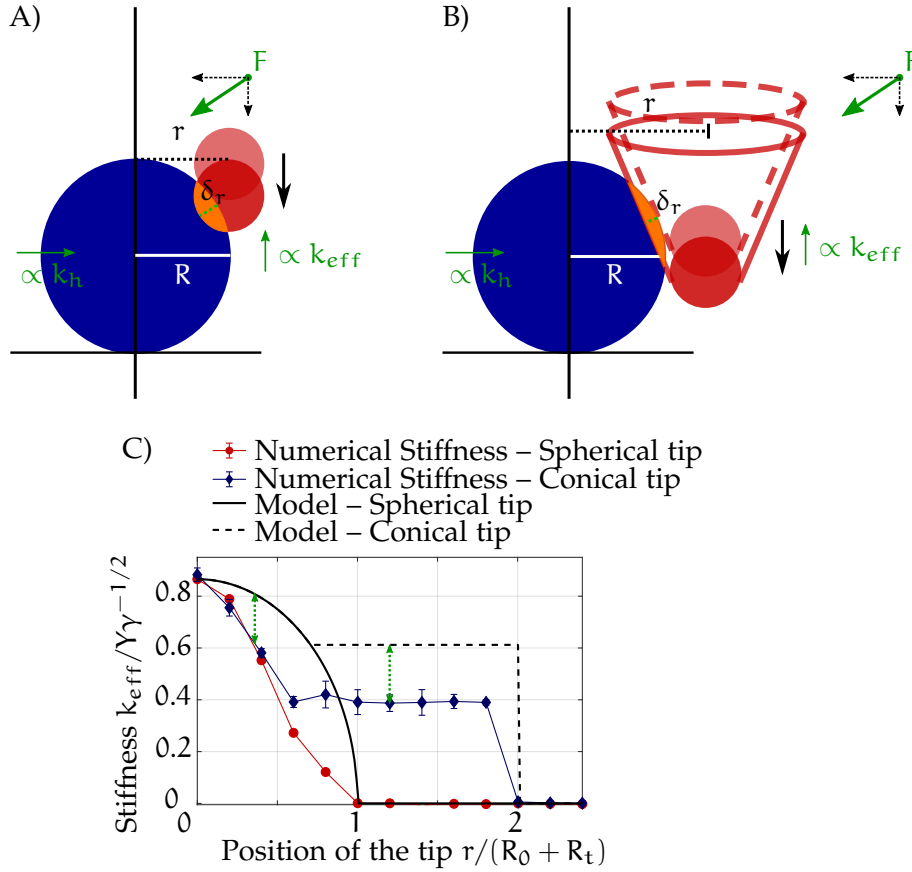 A)
F
r
δr
∝ kh
R
∝ keff
B)
F
r
δr
∝ kh
R
∝ keff
C)
Numerical Stiffness – Spherical tip
Numerical Stiffness – Conical tip
Model – Spherical tip
Model – Conical tip
Stiffness keff/Yγ−1/2
0.8
0.6
0.4
0.2
0
0
1
2
Position of the tip r/(R0 + Rt)